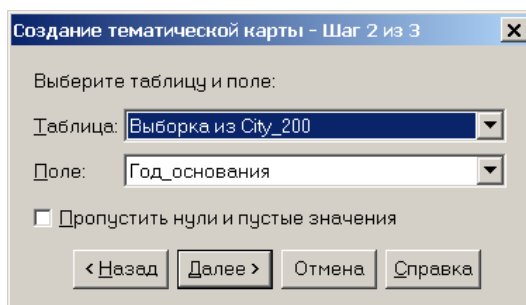 Создание тематической карты - Шаг 2 из 3
Выберите таблицу и поле:
Таблица: Выборка из City_200
Поле: Год_основания
Пропустить нули и пустые значения
< Назад Далее > Отмена Справка